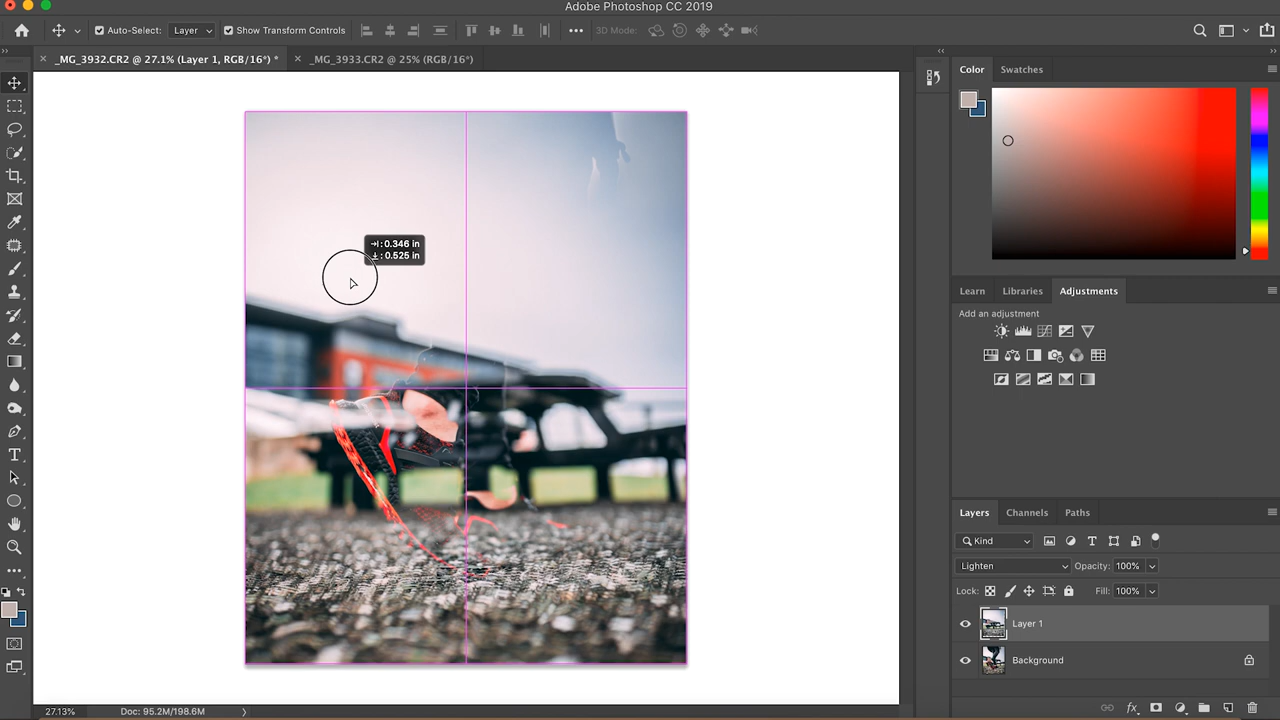 Adobe Photoshop CC 2019
Auto-Select: Layer Show Transform Controls 3D Mode:
_MG_3932.CR2 @ 27.1% (Layer 1, RGB/16*) *
_MG_3933.CR2 @ 25% (RGB/16*)
Color Swatches
: 0.346 in
: 0.525 in
Learn Libraries Adjustments
Add an adjustment
Layers Channels Paths
Kind
Lighten Opacity: 100%
Lock: Fill: 100%
Layer 1
Background
27.13% Doc: 95.2M/198.6M